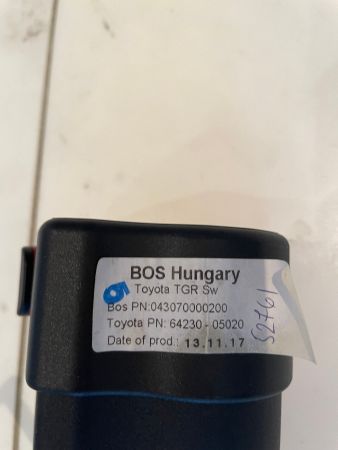 BOS Hungary
Toyota TGR Sw
Bos PN:043070000200
Toyota PN: 64230 - 05020
Date of prod.: 13.11.17
52761